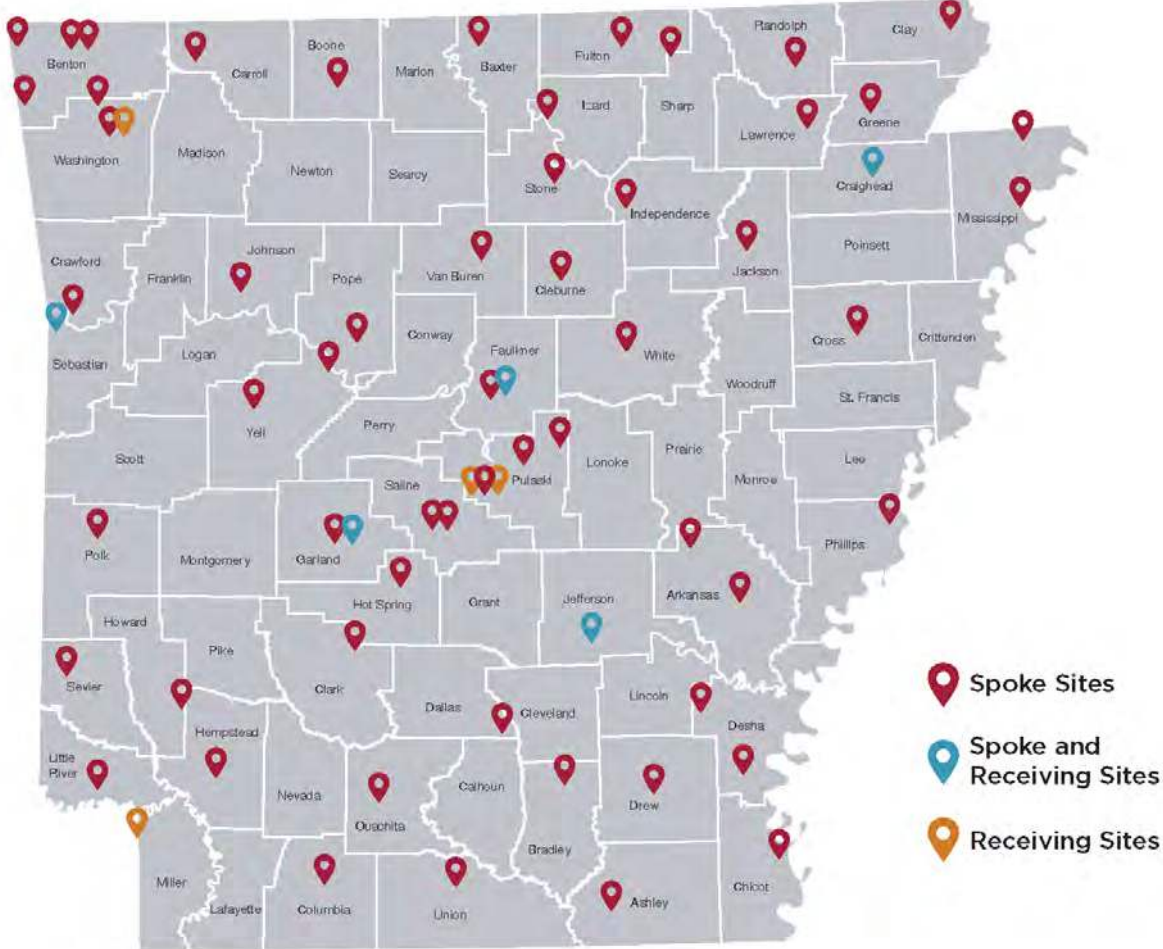 Randolph
Clay
Boone
Benton
Carroll
Marion
Baxter
Fulton
Izard
Sharp
Lawrence
Greene
Washington
Madison
Newton
Searcy
Stone
Independence
Craighead
Mississippi
Poinsett
Crawford
Franklin
Johnson
Pope
Van Buren
Cleburne
Jackson
Sebastian
Logan
Conway
Faulkner
White
Woodruff
Cross
Crittenden
St. Francis
Scott
Yell
Perry
Saline
Pulaski
Lonoke
Prairie
Monroe
Lee
Phillips
Polk
Montgomery
Garland
Hot Spring
Grant
Jefferson
Arkansas
Howard
Sevier
Pike
Clark
Dallas
Cleveland
Lincoln
Desha
Hempstead
Little
River
Nevada
Ouachita
Calhoun
Bradley
Drew
Miller
Lafayette
Columbia
Union
Ashley
Chicot
Spoke Sites
Spoke and
Receiving Sites
Receiving Sites